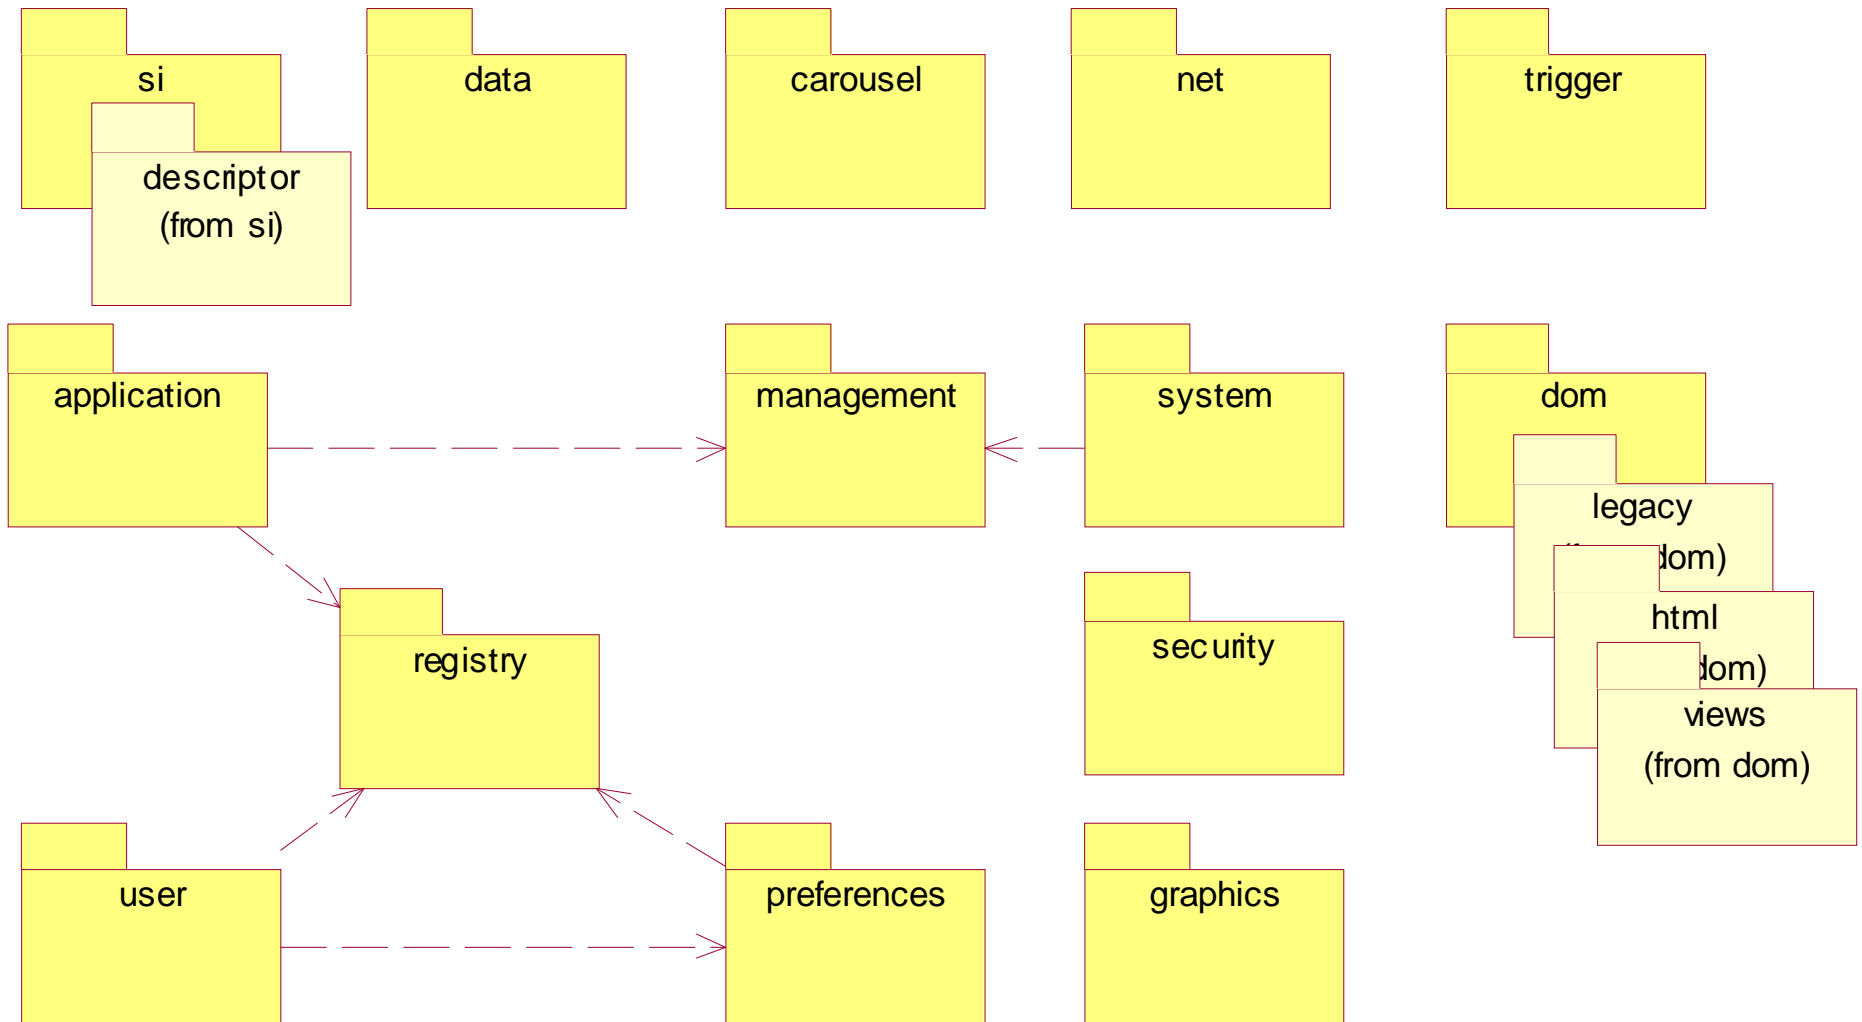 si
descriptor
(from si)
data
carousel
net
trigger
application
management
system
dom
legacy
dom)
html
dom)
views
(from dom)
registry
security
user
preferences
graphics